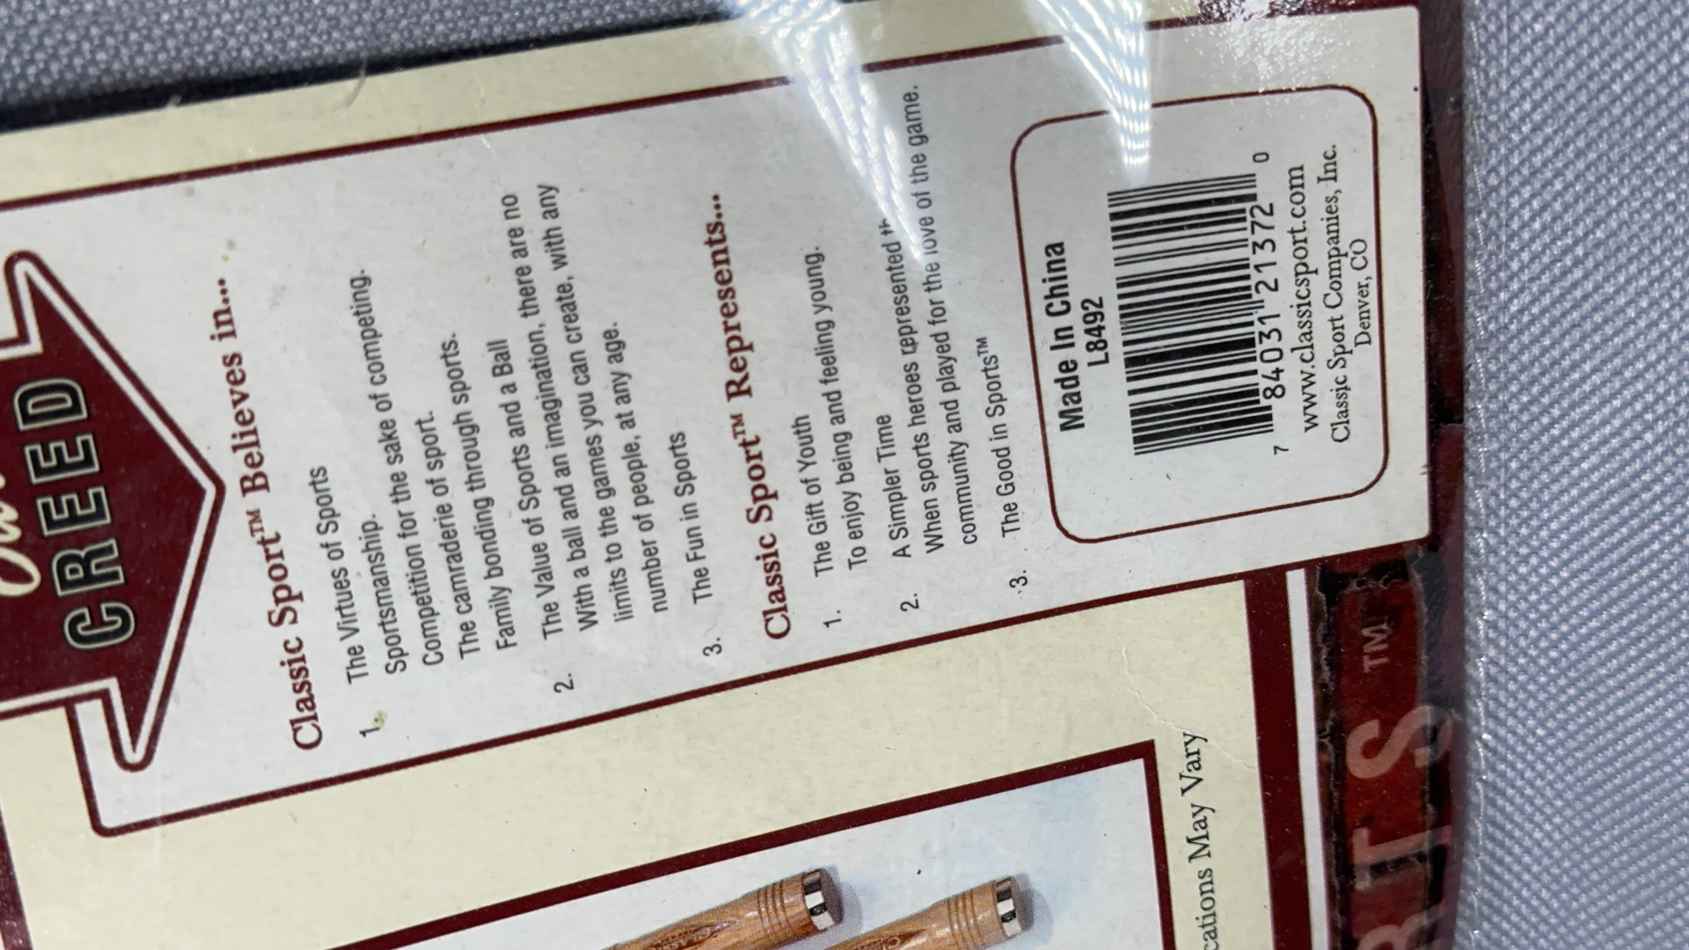 CREED
Classic Sport™ Believes in...
1. The Virtues of Sports
Sportsmanship.
Competition for the sake of competing.
The camraderie of sport.
Family bonding through sports.
2. The Value of Sports and a Ball
With a ball and an imagination, there are no
limits to the games you can create, with any
number of people, at any age.
3. The Fun in Sports
Classic Sport™ Represents...
1. The Gift of Youth
To enjoy being and feeling young.
2. A Simpler Time
When sports heroes represented
community and played for the love of the game.
3. The Good in Sports™
Made In China
L8492
7 84031 21372 0
www.classicsport.com
Classic Sport Companies, Inc.
Denver, CO
cations May Vary
RTS™